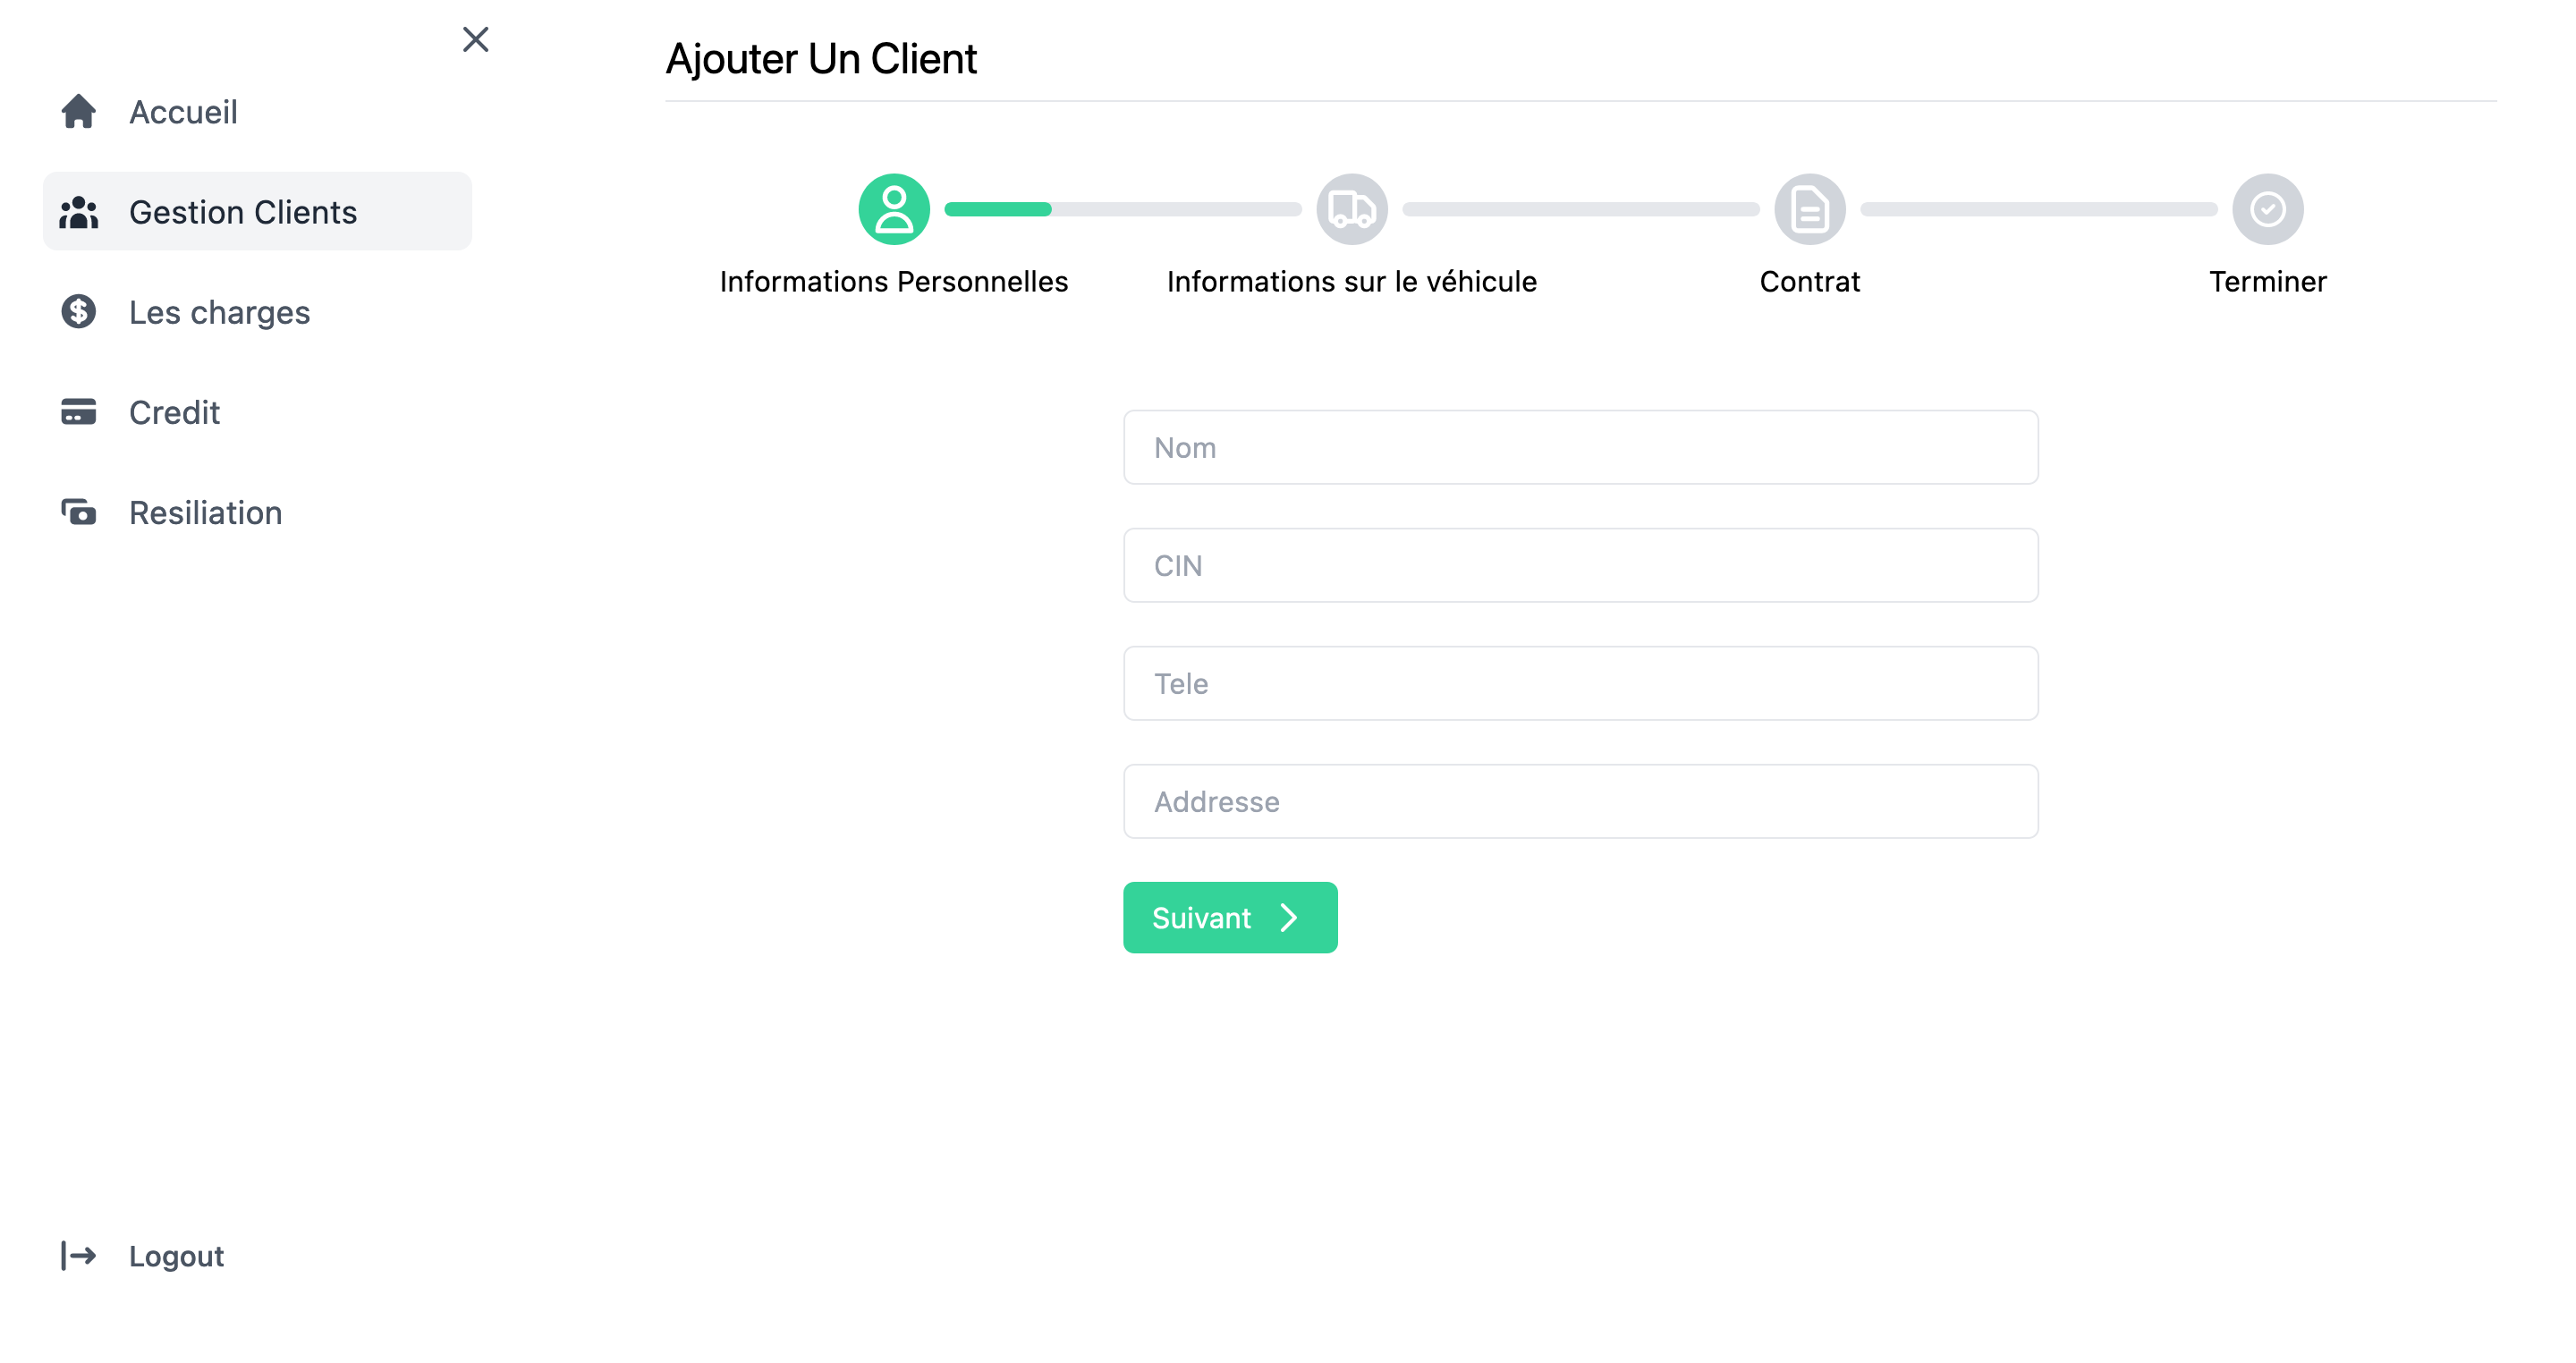 Ajouter Un Client
Accueil
Gestion Clients
Les charges
Credit
Resiliation
Logout
Informations Personnelles
Informations sur le véhicule
Contrat
Terminer
Nom
CIN
Tele
Addresse
Suivant